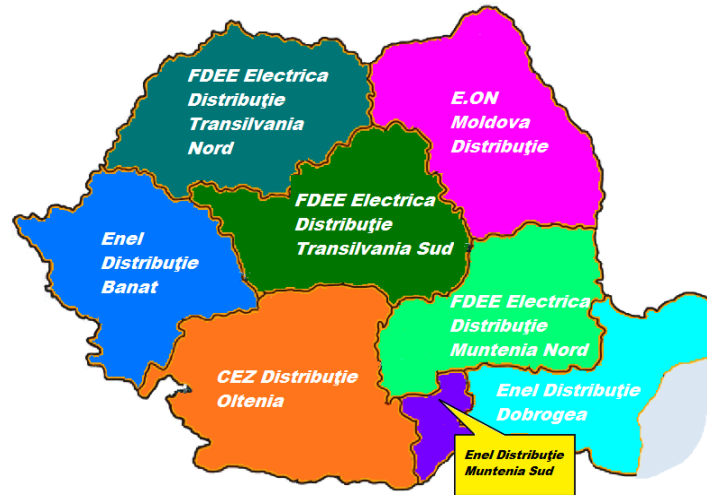 FDEE Electrica
Distribuţie
Transilvania
Nord
E.ON
Moldova
Distribuţie
FDEE Electrica
Distribuţie
Transilvania Sud
Enel
Distribuţie
Banat
FDEE Electrica
Distribuţie
Muntenia Nord
CEZ Distribuţie
Oltenia
Enel Distribuţie
Dobrogea
Enel Distribuţie
Muntenia Sud